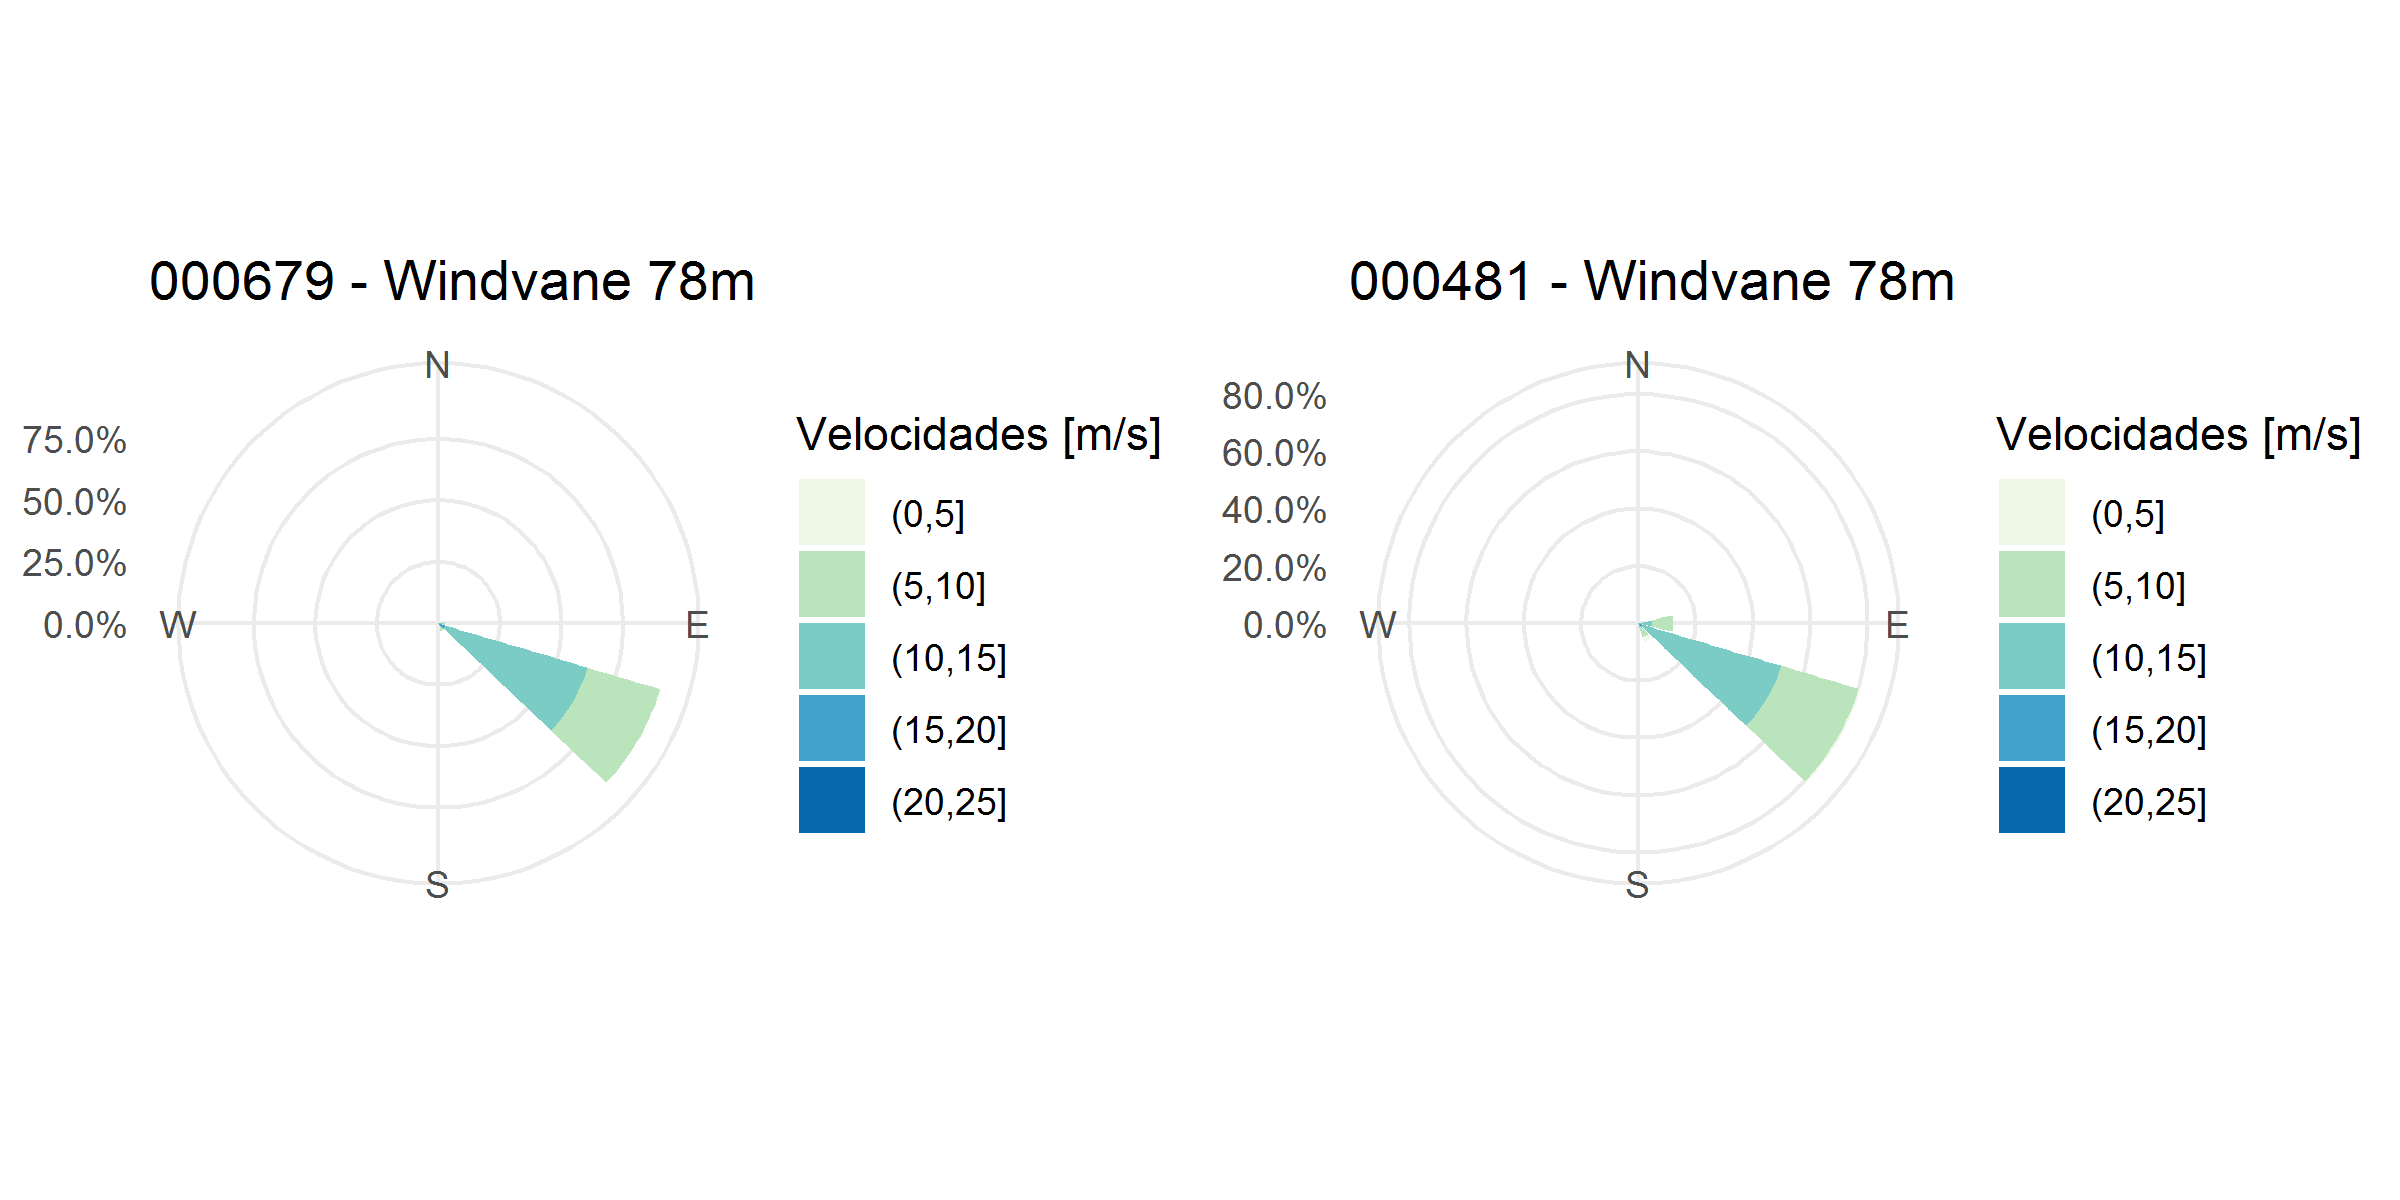 000679 - Windvane 78m
N
75.0%
50.0%
25.0%
0.0%
W
E
S
Velocidades [m/s]
(0,5]
(5,10]
(10,15]
(15,20]
(20,25]
000481 - Windvane 78m
N
80.0%
60.0%
40.0%
20.0%
0.0%
W
E
S
Velocidades [m/s]
(0,5]
(5,10]
(10,15]
(15,20]
(20,25]